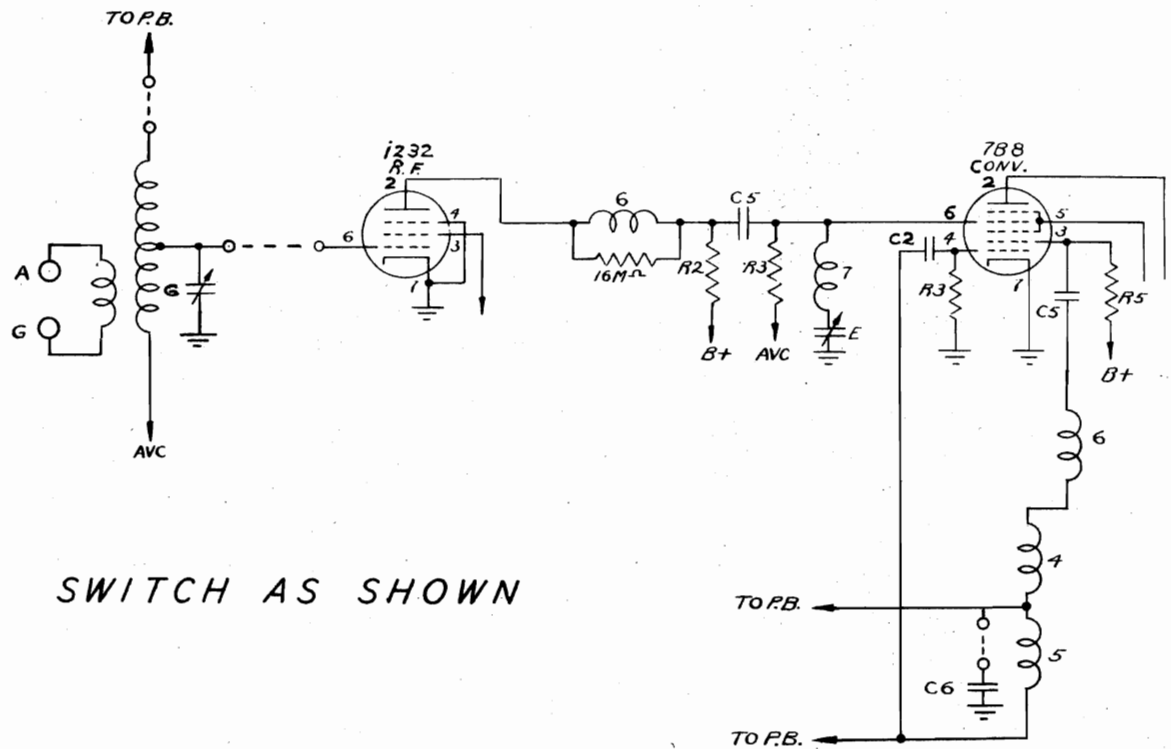 TO P.B.
A
G
G
AVC
1232
R.F.
2
4
3
6
1
6
16MΩ
R2
B+
C5
R3
AVC
7
E
7B8
CONV.
2
6
5
3
C2
4
R3
1
C5
R5
B+
6
4
TO P.B.
5
C6
TO P.B.
SWITCH AS SHOWN